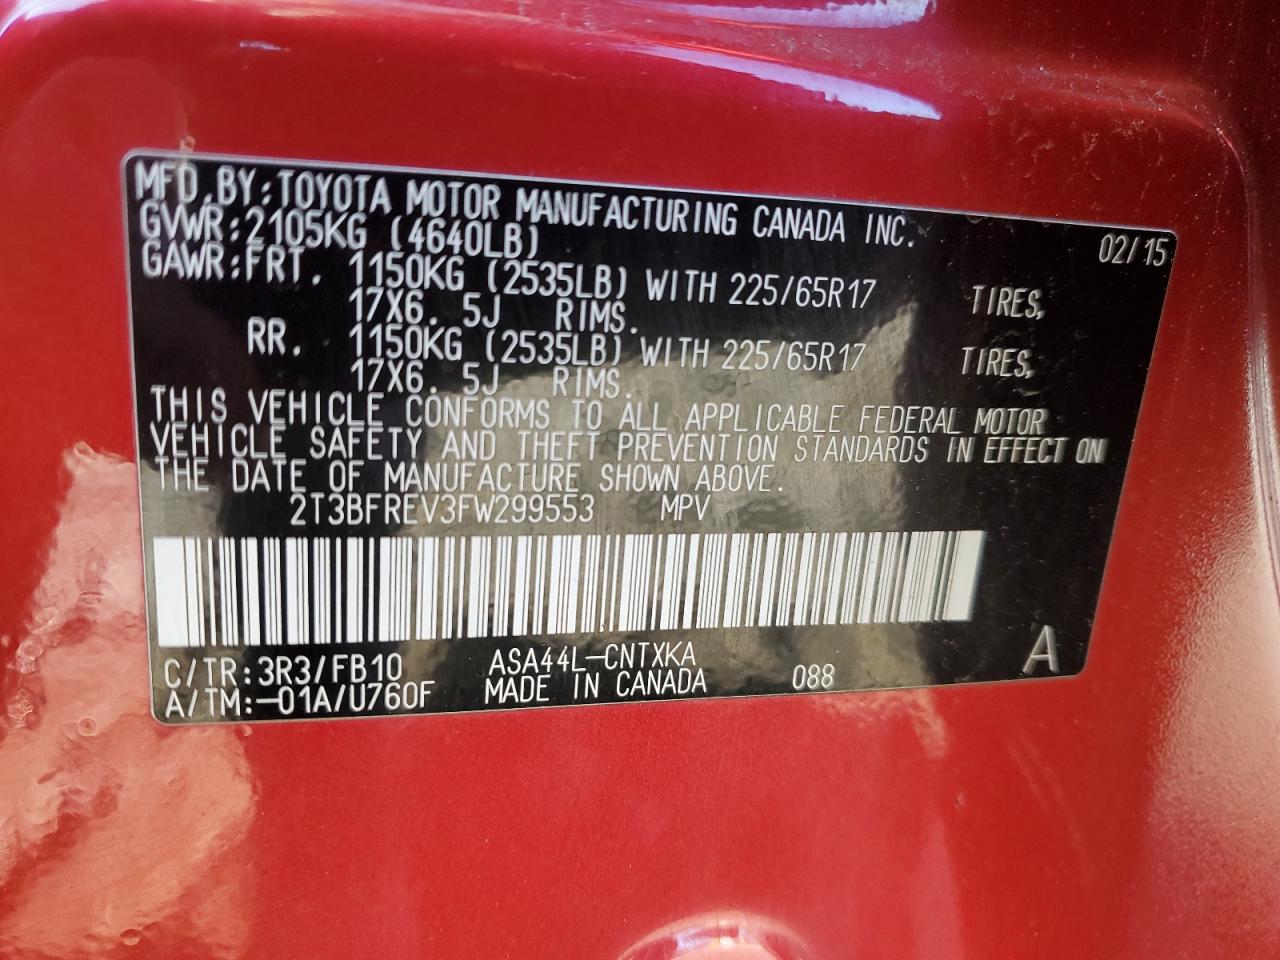 MFD. BY: TOYOTA MOTOR MANUFACTURING CANADA INC. 02/15
GVWR: 2105KG (4640LB)
GAWR: FRT. 1150KG (2535LB) WITH 225/65R17 TIRES,
17X6. 5J RIMS.
RR. 1150KG (2535LB) WITH 225/65R17 TIRES,
17X6. 5J RIMS.
THIS VEHICLE CONFORMS TO ALL APPLICABLE FEDERAL MOTOR
VEHICLE SAFETY AND THEFT PREVENTION STANDARDS IN EFFECT ON
THE DATE OF MANUFACTURE SHOWN ABOVE.
2T3BFREV3FW299553 MPV
C/TR: 3R3/FB10 ASA44L-CNTXKA 088 A
A/TM:-01A/U760F MADE IN CANADA